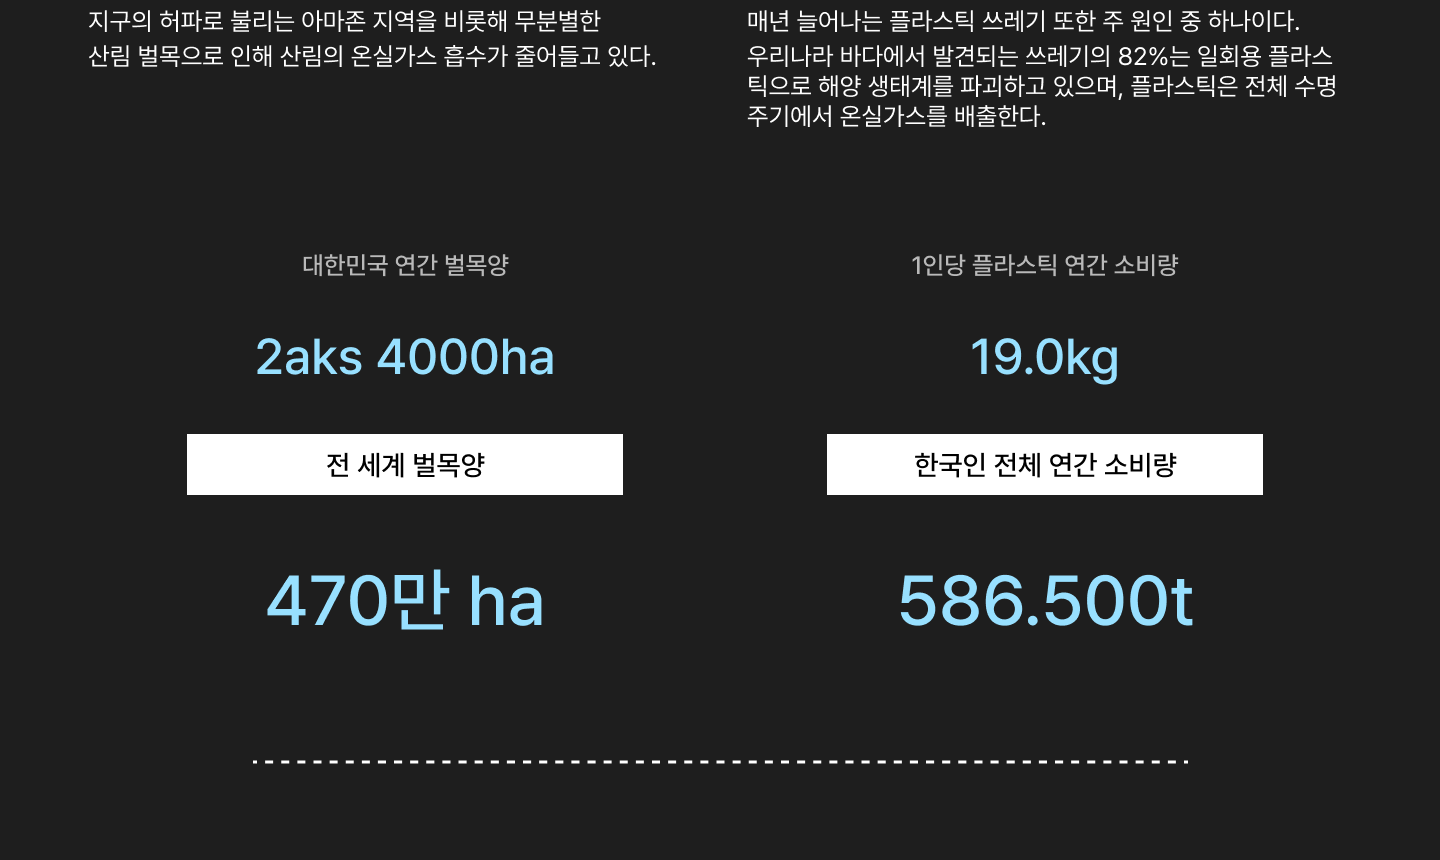 지구의 허파로 불리는 아마존 지역을 비롯해 무분별한
산림 벌목으로 인해 산림의 온실가스 흡수가 줄어들고 있다.
매년 늘어나는 플라스틱 쓰레기 또한 주 원인 중 하나이다.
우리나라 바다에서 발견되는 쓰레기의 82%는 일회용 플라스
틱으로 해양 생태계를 파괴하고 있으며, 플라스틱은 전체 수명
주기에서 온실가스를 배출한다.
대한민국 연간 벌목양
2aks 4000ha
전 세계 벌목양
470만 ha
1인당 플라스틱 연간 소비량
19.0kg
한국인 전체 연간 소비량
586.500t